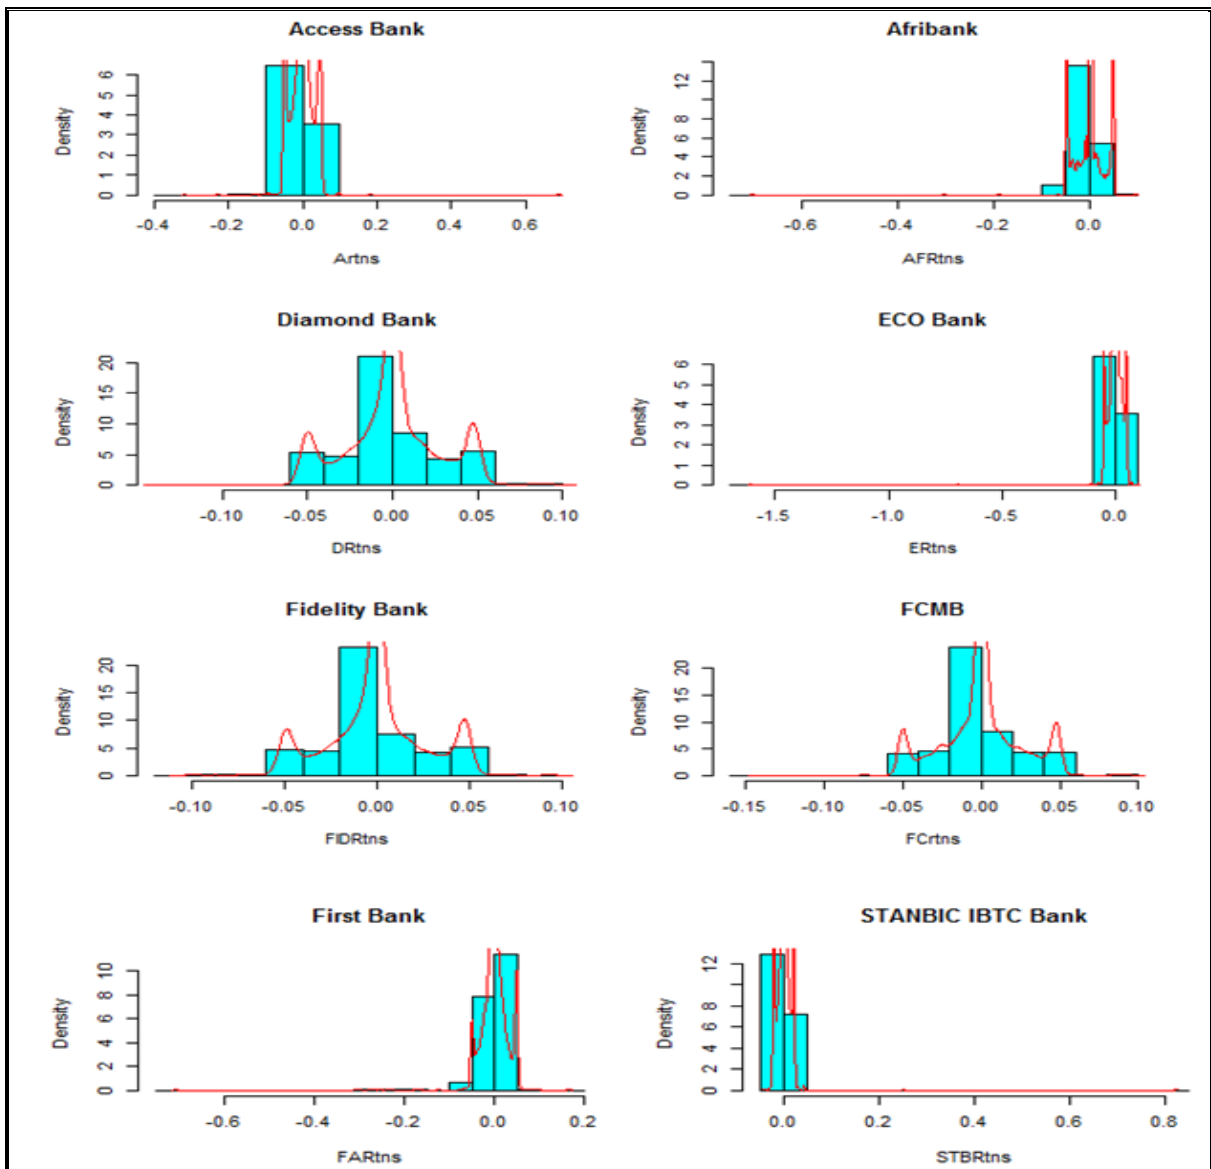 Access Bank
Density
0 1 2 3 4 5 6
-0.4 -0.2 0.0 0.2 0.4 0.6
Artns
Afribank
Density
0 2 4 6 8 12
-0.6 -0.4 -0.2 0.0
AFRtns
Diamond Bank
Density
0 5 10 15 20
-0.10 -0.05 0.00 0.05 0.10
DRtns
ECO Bank
Density
0 1 2 3 4 5 6
-1.5 -1.0 -0.5 0.0
ERtns
Fidelity Bank
Density
0 5 10 15 20
-0.10 -0.05 0.00 0.05 0.10
FIDRtns
FCMB
Density
0 5 10 15 20
-0.15 -0.10 -0.05 0.00 0.05 0.10
FCrtns
First Bank
Density
0 2 4 6 8 10
-0.6 -0.4 -0.2 0.0 0.2
FARtns
STANBIC IBTC Bank
Density
0 2 4 6 8 12
0.0 0.2 0.4 0.6 0.8
STBRtns